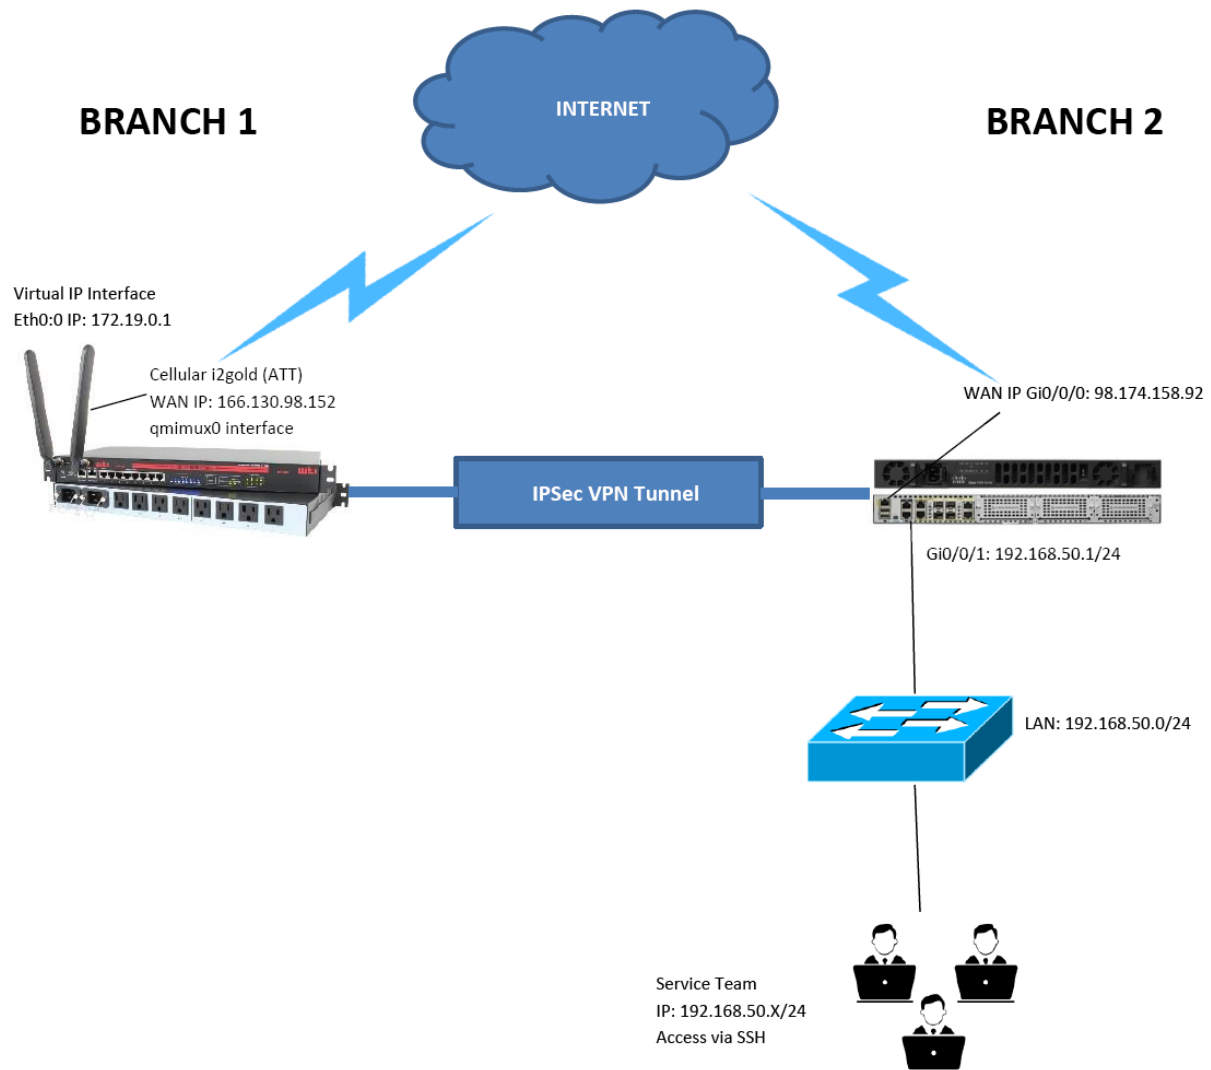 INTERNET
BRANCH 1
BRANCH 2
Virtual IP Interface
Eth0:0 IP: 172.19.0.1
Cellular i2gold (ATT)
WAN IP: 166.130.98.152
qmimux0 interface
WAN IP Gi0/0/0: 98.174.158.92
IPSec VPN Tunnel
Gi0/0/1: 192.168.50.1/24
LAN: 192.168.50.0/24
Service Team
IP: 192.168.50.X/24
Access via SSH